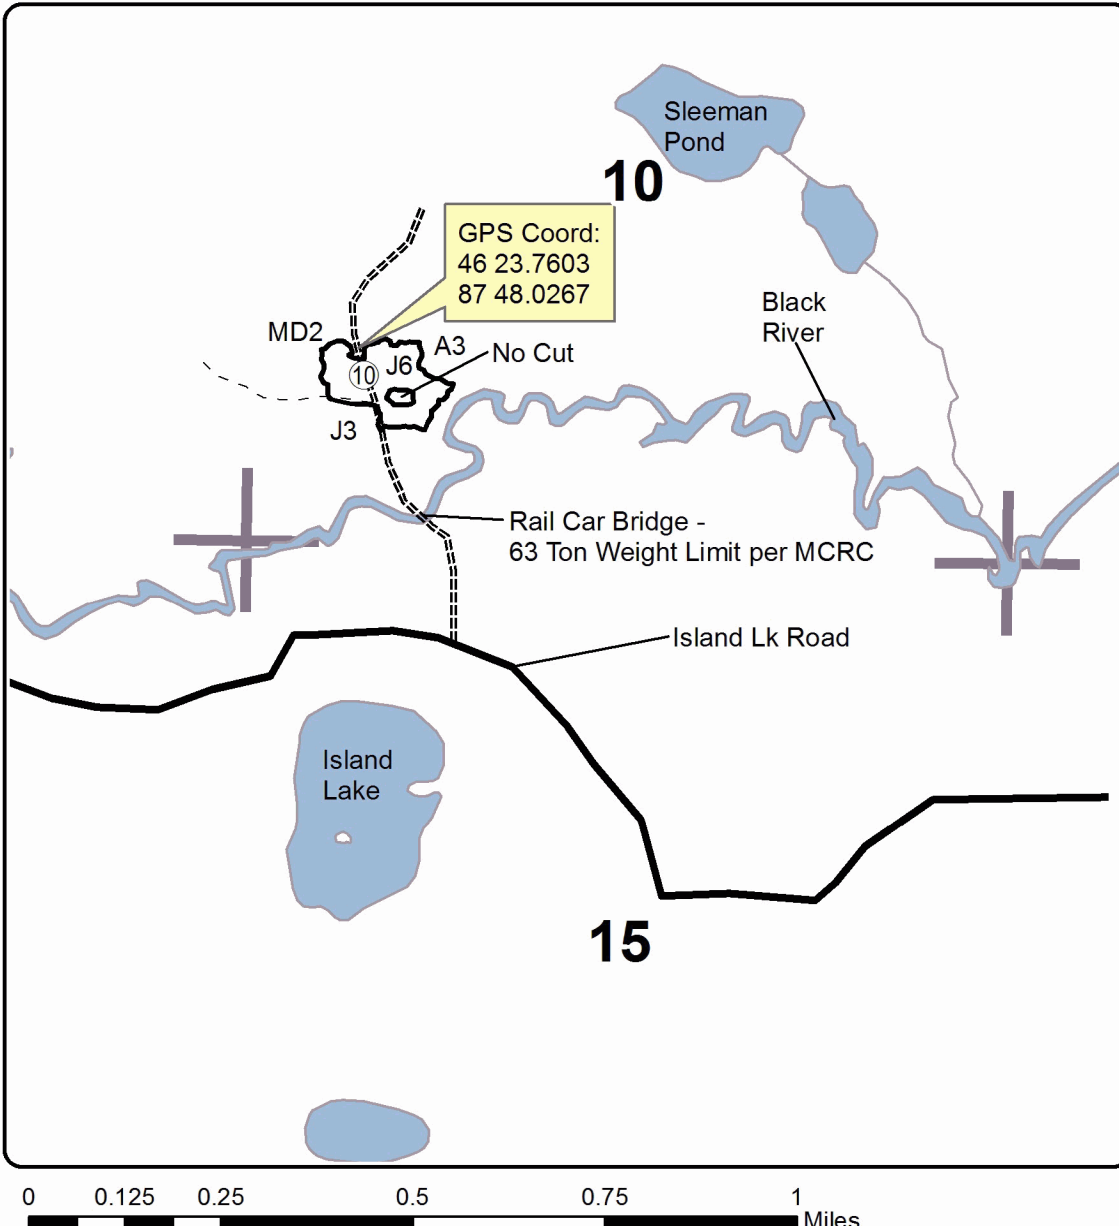 Sleeman
Pond
10
GPS Coord:
46 23.7603
87 48.0267
Black
River
MD2
A3
J6
No Cut
10
J3
Rail Car Bridge -
63 Ton Weight Limit per MCRC
Island Lk Road
Island
Lake
15
0 0.125 0.25 0.5 0.75 1
Miles